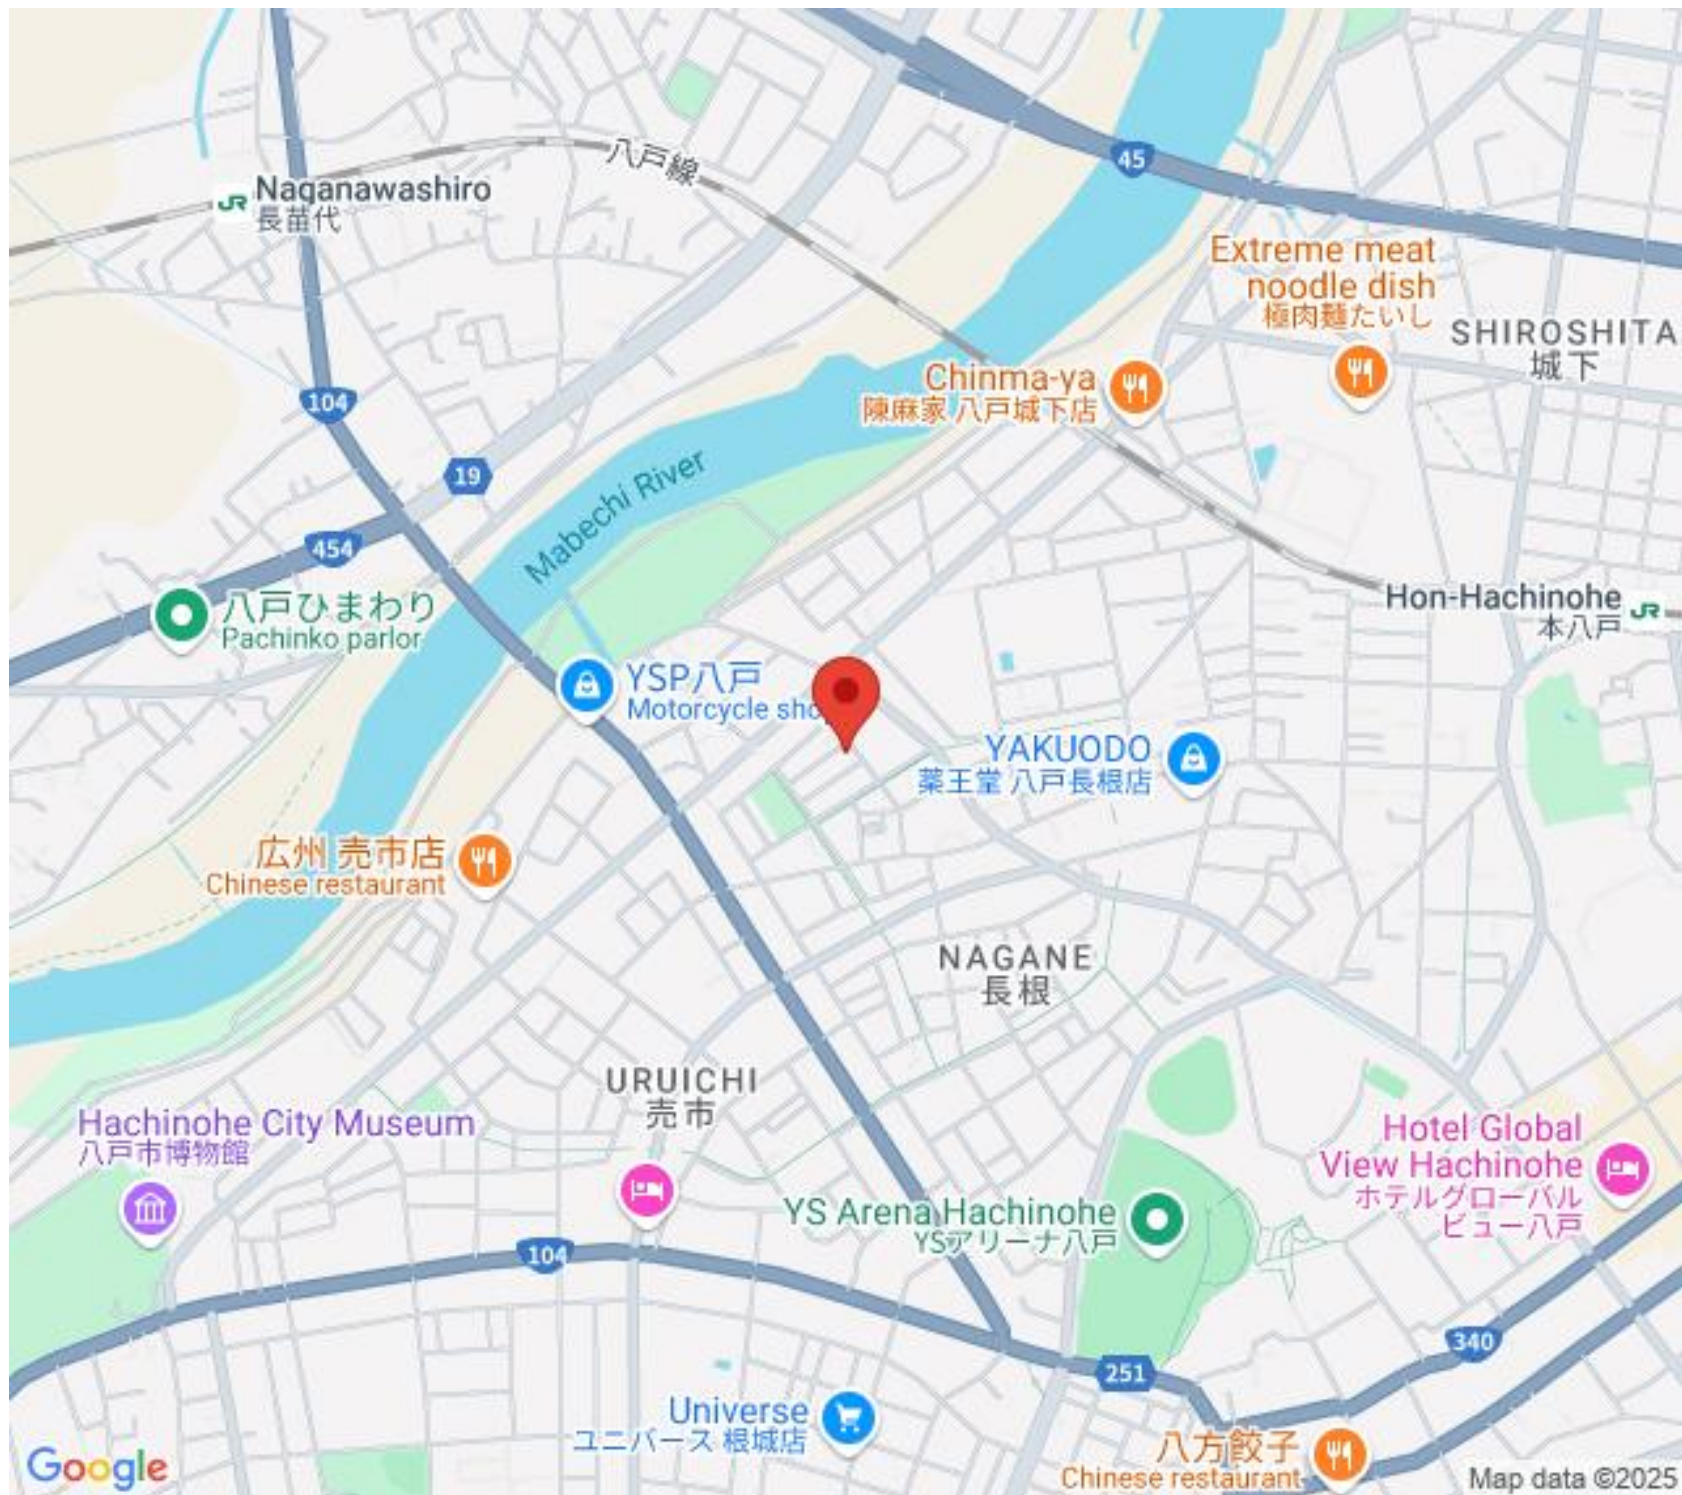 八戸線
45
Naganawashiro
長苗代
Extreme meat
noodle dish
極肉麺たいし
SHIROSHITA
城下
Chinma-ya
陳麻家 八戸城下店
104
19
Mabechi River
454
八戸ひまわり
Pachinko parlor
Hon-Hachinohe
本八戸
YSP八戸
Motorcycle sho
YAKUODO
薬王堂 八戸長根店
広州 売市店
Chinese restaurant
NAGANE
長根
URUICHI
売市
Hachinohe City Museum
八戸市博物館
Hotel Global
View Hachinohe
ホテルグローバル
ビュー八戸
YS Arena Hachinohe
YSアリーナ八戸
104
340
251
Universe
ユニバース 根城店
八方餃子
Chinese restaurant
Google
Map data ©2025